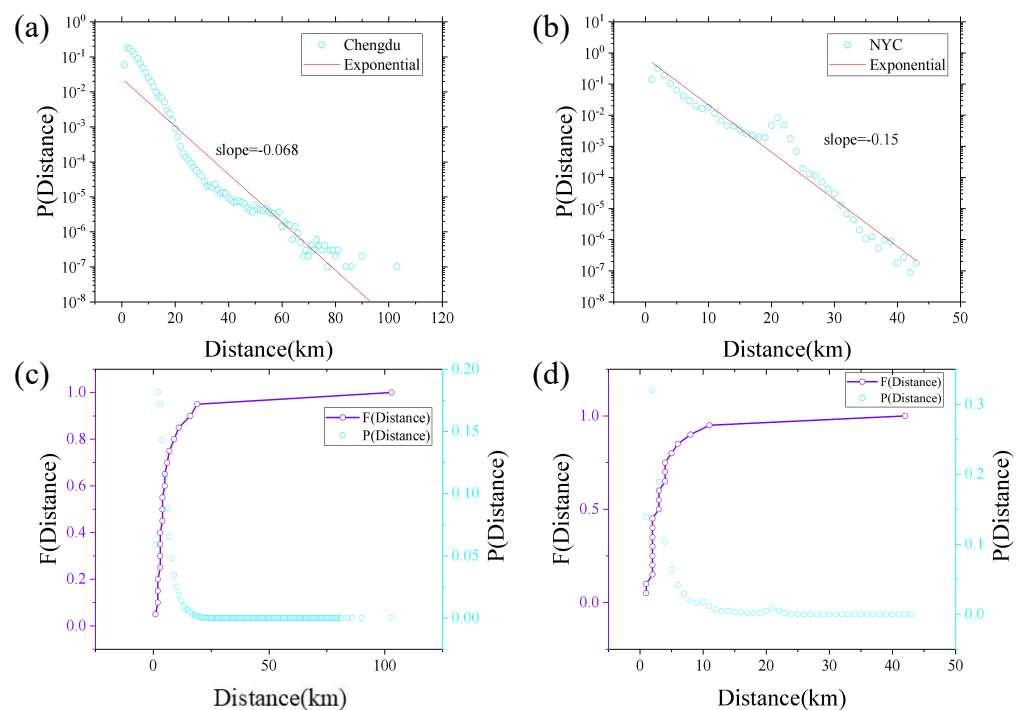 (a)
10^0
10^-1
10^-2
10^-3
10^-4
10^-5
10^-6
10^-7
10^-8
P(Distance)
Chengdu
Exponential
slope=-0.068
0 20 40 60 80 100 120
Distance(km)
(b)
10^1
10^0
10^-1
10^-2
10^-3
10^-4
10^-5
10^-6
10^-7
10^-8
P(Distance)
NYC
Exponential
slope=-0.15
0 10 20 30 40 50
Distance(km)
(c)
1.0
0.8
0.6
0.4
0.2
0.0
F(Distance)
F(Distance)
P(Distance)
0.20
0.15
0.10
0.05
0.00
P(Distance)
0 50 100
Distance(km)
(d)
1.0
0.5
0.0
F(Distance)
F(Distance)
P(Distance)
0.3
0.2
0.1
0.0
P(Distance)
0 10 20 30 40 50
Distance(km)